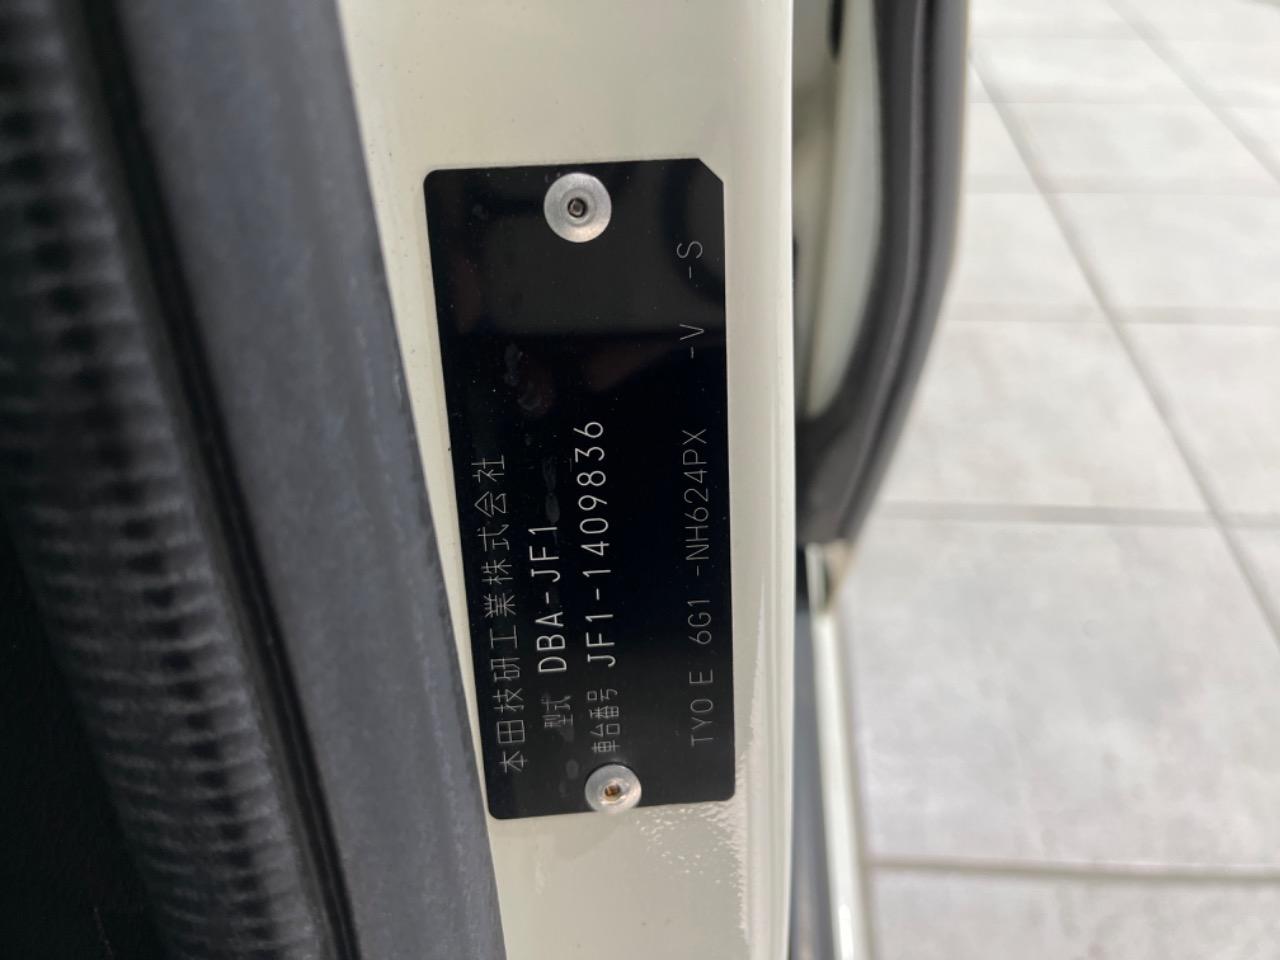 本田技研工業株式会社
型式 DBA-JF1
車台番号 JF1-1409836
TY0 E 6G1 -NH624PX -V -S